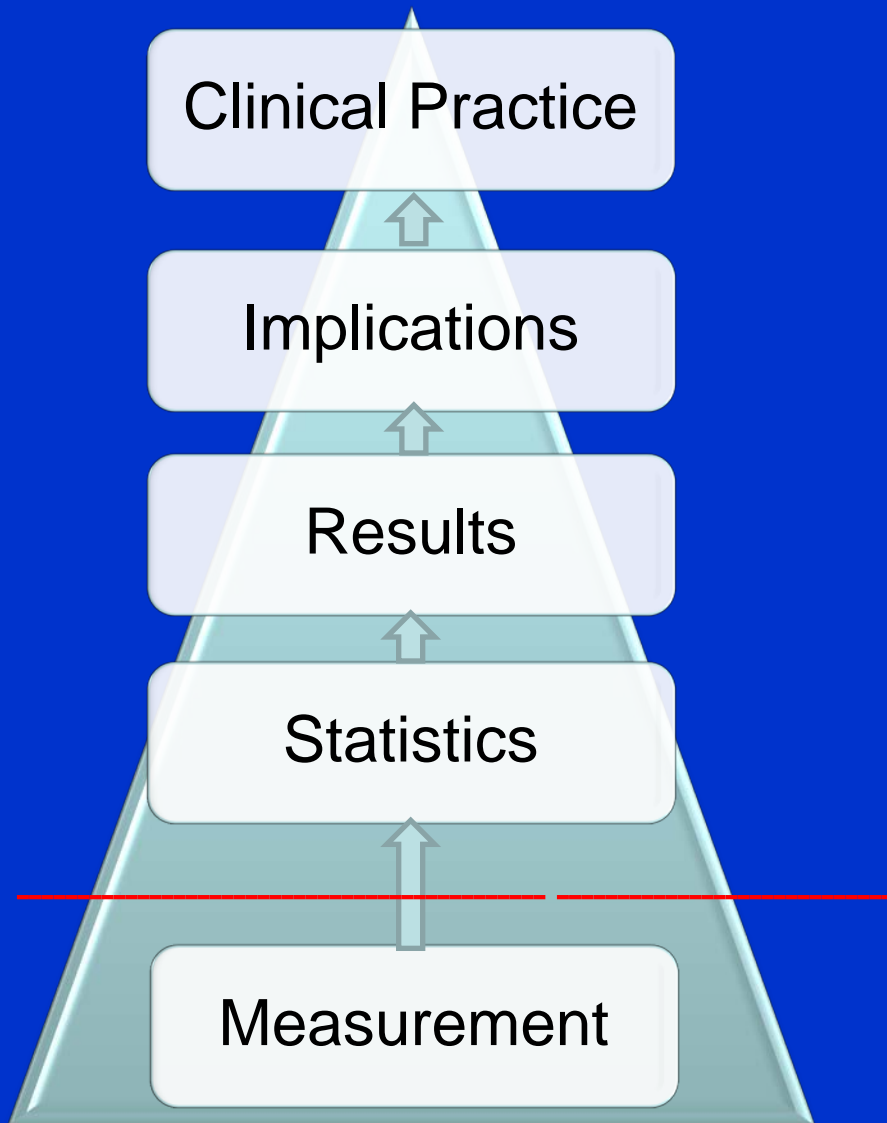 Clinical Practice
Implications
Results
Statistics
Measurement